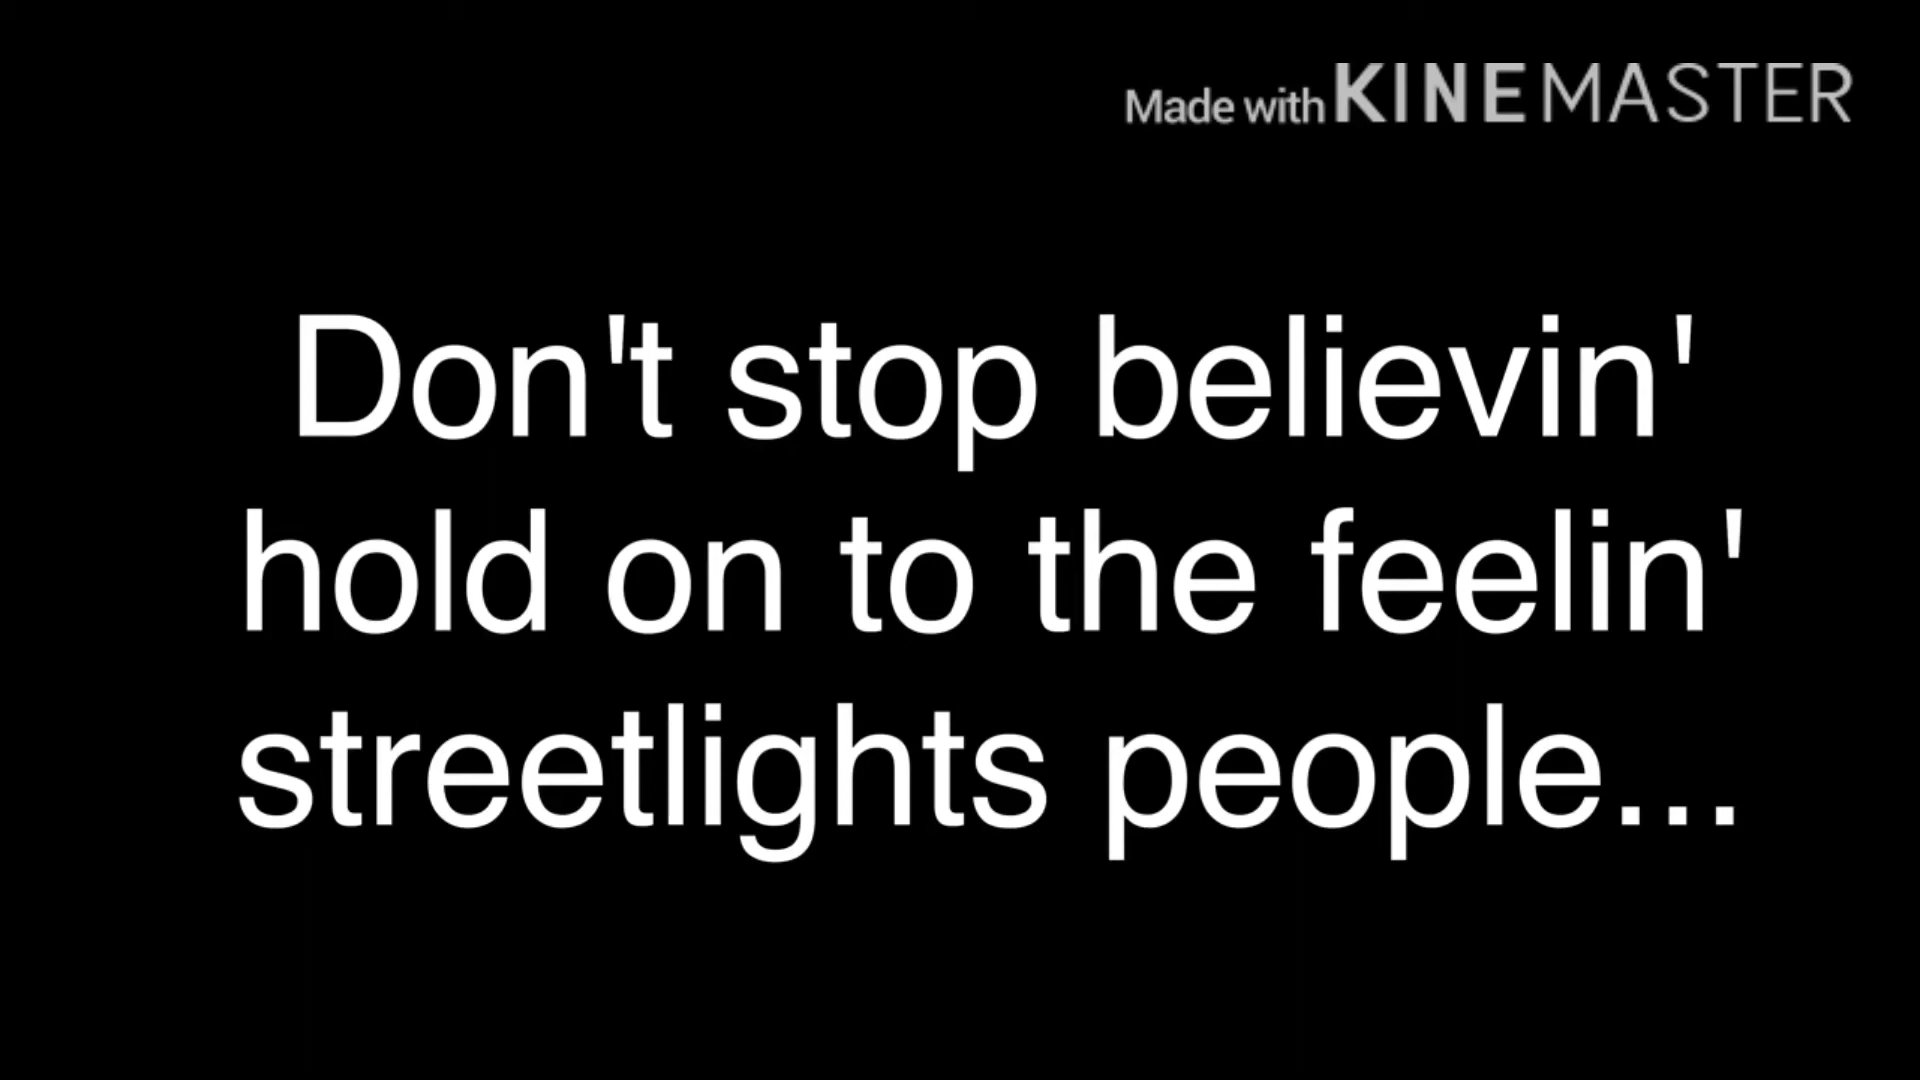 Made with KINEMASTER
Don't stop believin'
hold on to the feelin'
streetlights people...